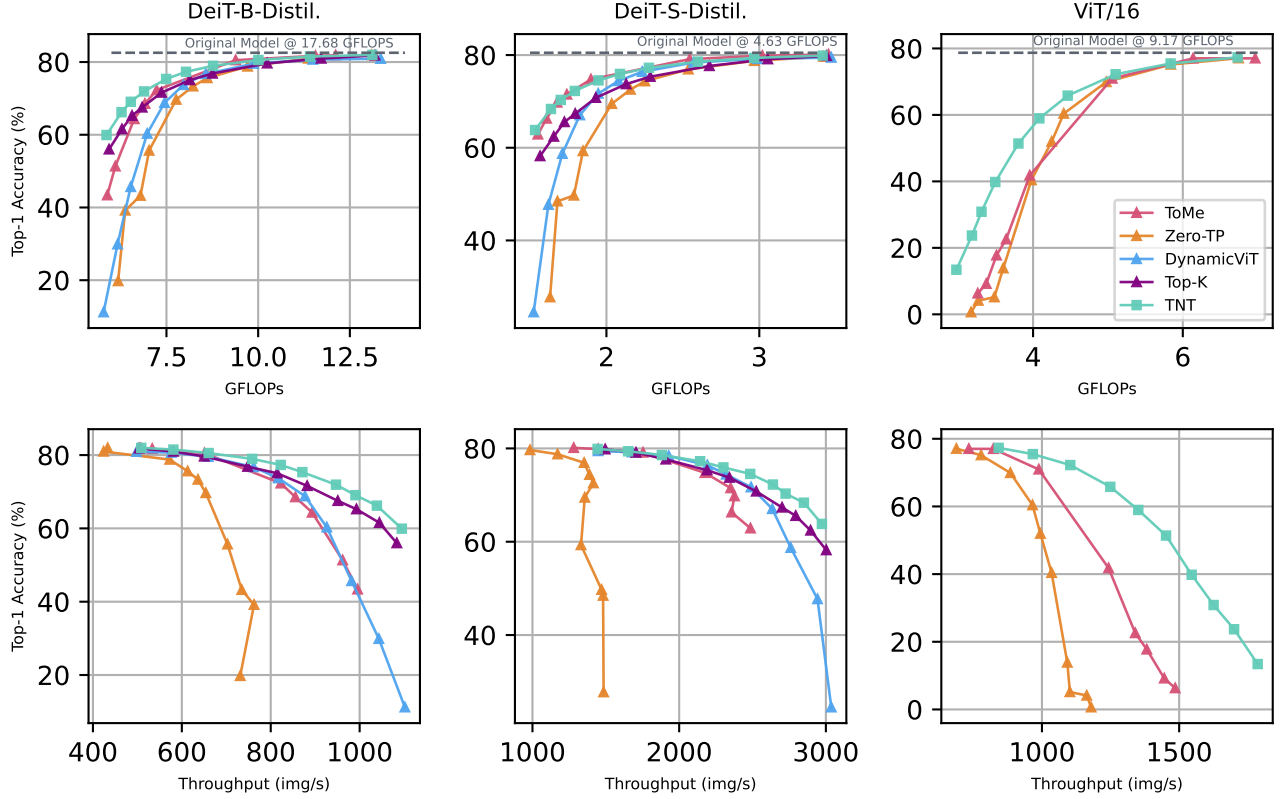 DeiT-B-Distil.
DeiT-S-Distil.
ViT/16
Original Model @ 17.68 GFLOPS
Original Model @ 4.63 GFLOPS
Original Model @ 9.17 GFLOPS
Top-1 Accuracy (%)
80
60
40
20
80
60
40
80
60
40
20
0
ToMe
Zero-TP
DynamicViT
Top-K
TNT
7.5 10.0 12.5
2 3
4 6
GFLOPs
GFLOPs
GFLOPs
Top-1 Accuracy (%)
80
60
40
20
80
60
40
80
60
40
20
0
400 600 800 1000
1000 2000 3000
1000 1500
Throughput (img/s)
Throughput (img/s)
Throughput (img/s)